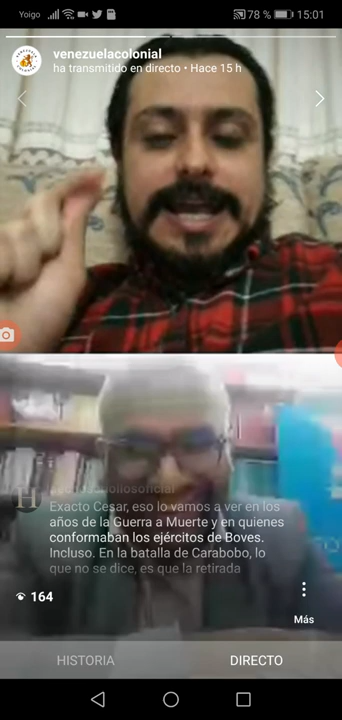 Yoigo 78 % 15:01
venezuelacolonial
ha transmitido en directo • Hace 15 h
Exacto Cesar, eso lo vamos a ver en los
años de la Guerra a Muerte y en quienes
conformaban los ejércitos de Boves.
Incluso. En la batalla de Carabobo, lo
que no se dice, es que la retirada
164
Más
HISTORIA DIRECTO